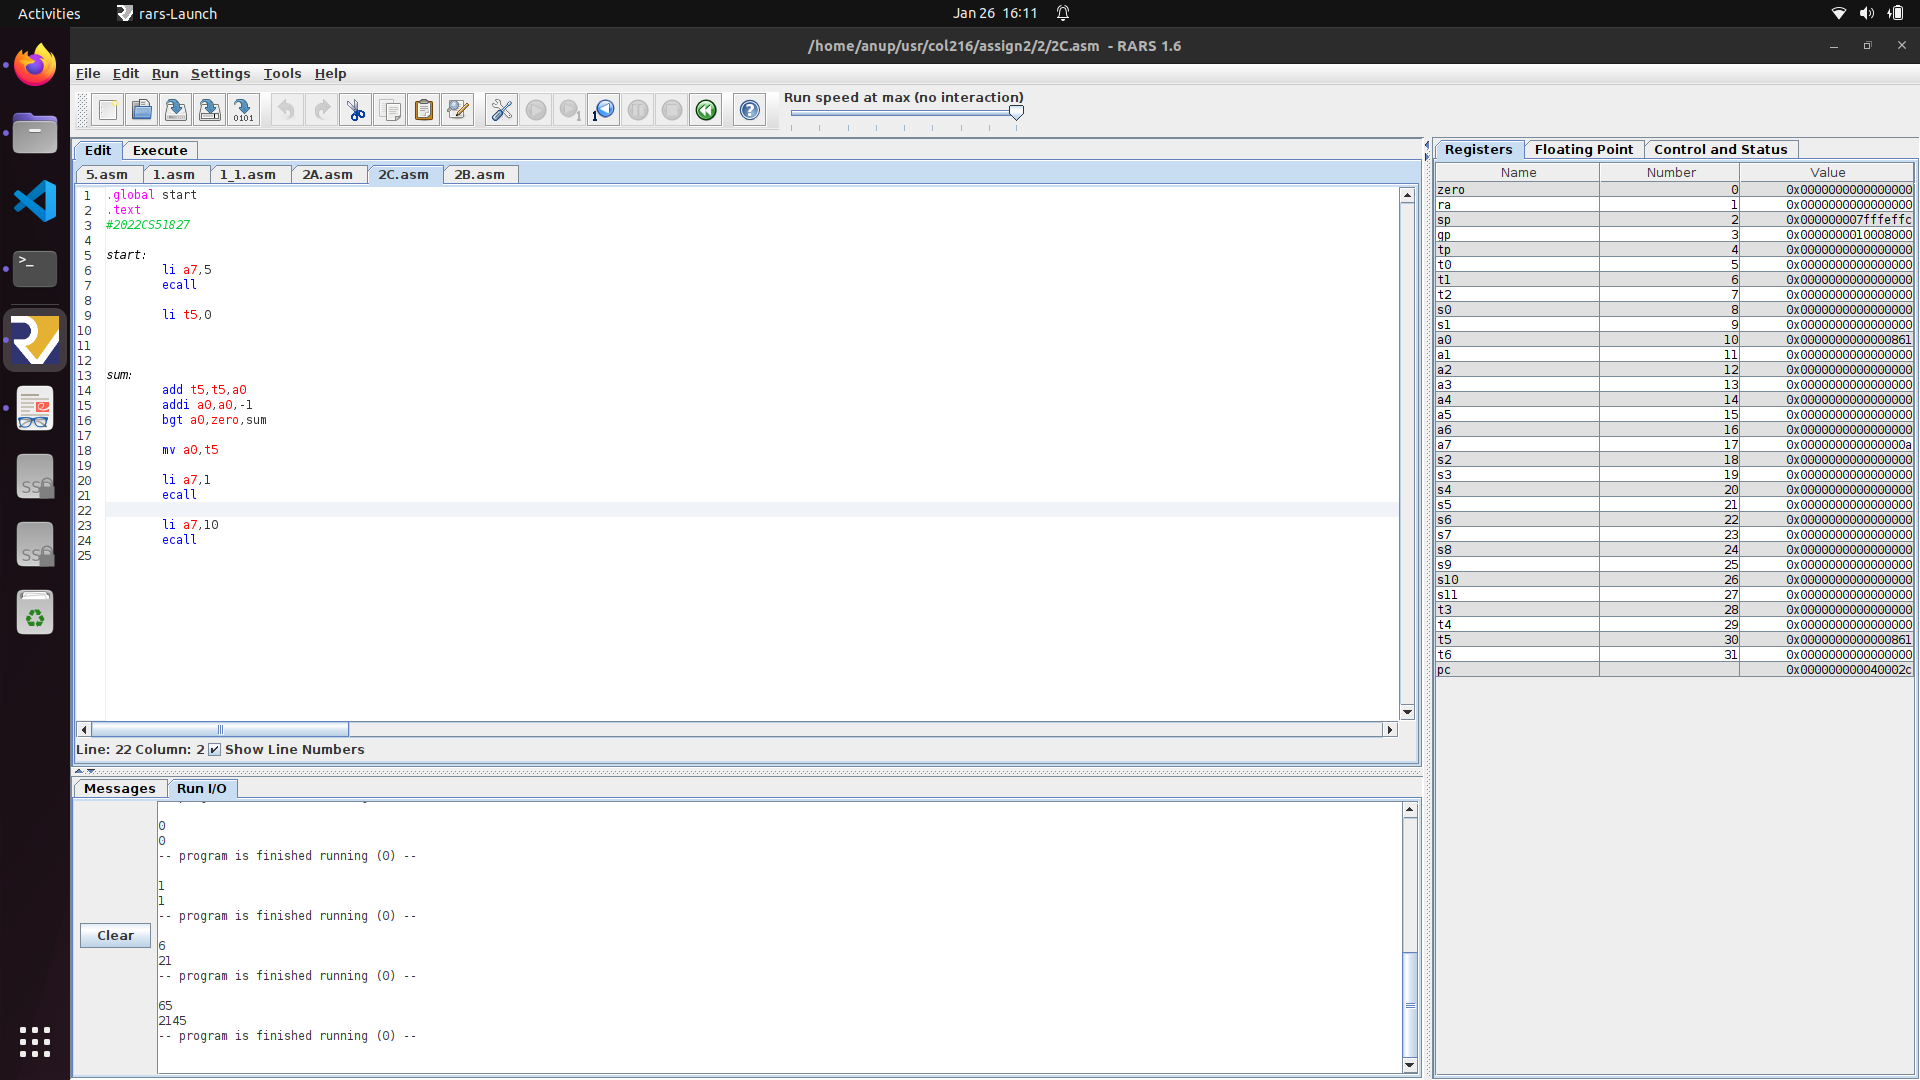 Activities rars-Launch Jan 26 16:11
/home/anup/usr/col216/assign2/2/2C.asm - RARS 1.6
File Edit Run Settings Tools Help
Run speed at max (no interaction)
Edit Execute
5.asm 1.asm 1_1.asm 2A.asm 2C.asm 2B.asm
1 .global start
2 .text
3 #2022CS51827
4
5 start:
6 li a7,5
7 ecall
8
9 li t5,0
10
11
12
13 sum:
14 add t5,t5,a0
15 addi a0,a0,-1
16 bgt a0,zero,sum
17
18 mv a0,t5
19
20 li a7,1
21 ecall
22
23 li a7,10
24 ecall
25
Line: 22 Column: 2 Show Line Numbers
Messages Run I/O
Clear
0
0
-- program is finished running (0) --
1
1
-- program is finished running (0) --
6
21
-- program is finished running (0) --
65
2145
-- program is finished running (0) --
Registers Floating Point Control and Status
Name Number Value
zero 0 0x0000000000000000
ra 1 0x0000000000000000
sp 2 0x000000007fffeffc
gp 3 0x0000000010008000
tp 4 0x0000000000000000
t0 5 0x0000000000000000
t1 6 0x0000000000000000
t2 7 0x0000000000000000
s0 8 0x0000000000000000
s1 9 0x0000000000000000
a0 10 0x0000000000000861
a1 11 0x0000000000000000
a2 12 0x0000000000000000
a3 13 0x0000000000000000
a4 14 0x0000000000000000
a5 15 0x0000000000000000
a6 16 0x0000000000000000
a7 17 0x000000000000000a
s2 18 0x0000000000000000
s3 19 0x0000000000000000
s4 20 0x0000000000000000
s5 21 0x0000000000000000
s6 22 0x0000000000000000
s7 23 0x0000000000000000
s8 24 0x0000000000000000
s9 25 0x0000000000000000
s10 26 0x0000000000000000
s11 27 0x0000000000000000
t3 28 0x0000000000000000
t4 29 0x0000000000000000
t5 30 0x0000000000000861
t6 31 0x0000000000000000
pc 0x000000000040002c